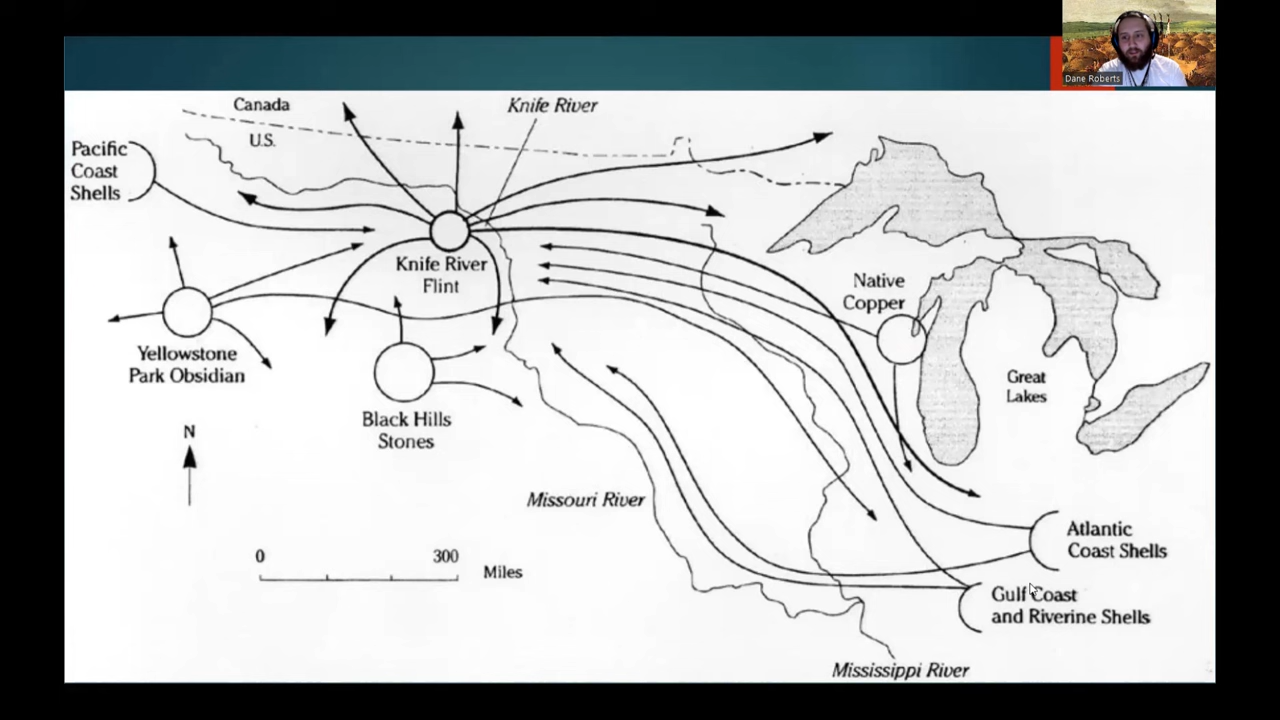 Dane Roberts
Canada
Knife River
U.S.
Pacific
Coast
Shells
Knife River
Flint
Native
Copper
Yellowstone
Park Obsidian
Great
Lakes
Black Hills
Stones
N
Missouri River
0 300
Miles
Atlantic
Coast Shells
Gulf Coast
and Riverine Shells
Mississippi River